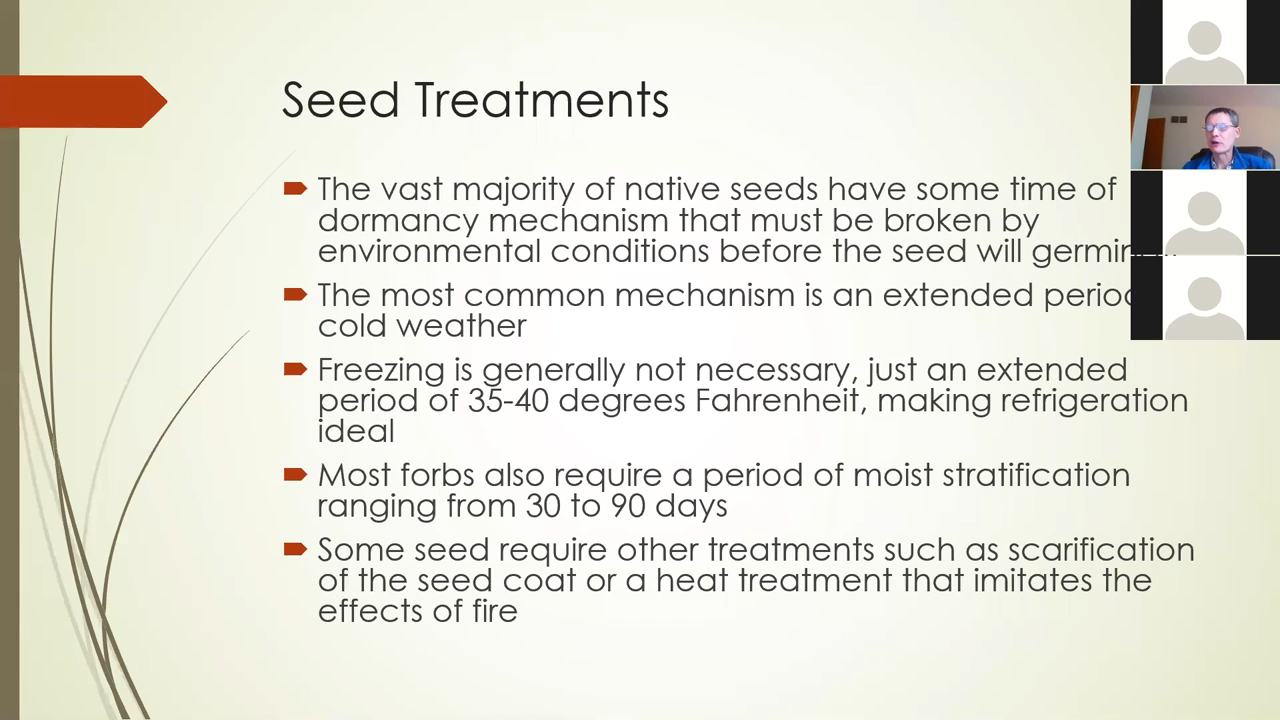 Seed Treatments
The vast majority of native seeds have some time of
dormancy mechanism that must be broken by
environmental conditions before the seed will
The most common mechanism is an extended
cold weather
Freezing is generally not necessary, just an extended
period of 35-40 degrees Fahrenheit, making refrigeration
ideal
Most forbs also require a period of moist stratification
ranging from 30 to 90 days
Some seed require other treatments such as scarification
of the seed coat or a heat treatment that imitates the
effects of fire